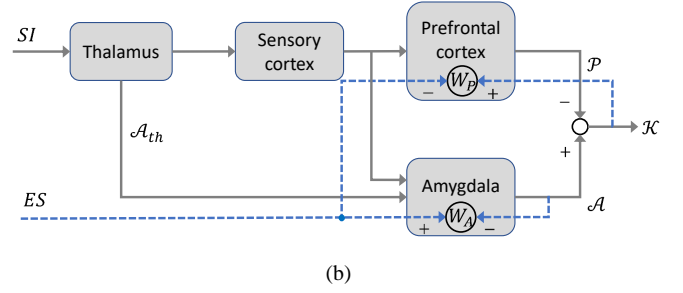 SI
Thalamus
Sensory
cortex
Prefrontal
cortex
W_P
− +
𝒫
−
+
𝒦
𝒜_th
ES
Amygdala
W_A
+ −
𝒜
(b)